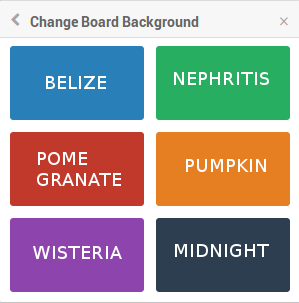 Change Board Background
BELIZE
NEPHRITIS
POME
GRANATE
PUMPKIN
WISTERIA
MIDNIGHT